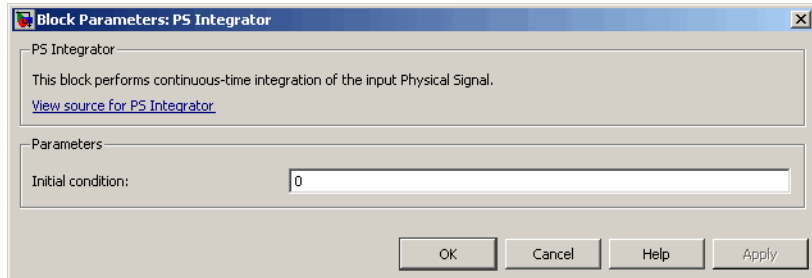 Block Parameters: PS Integrator
PS Integrator
This block performs continuous-time integration of the input Physical Signal.
View source for PS Integrator
Parameters
Initial condition: 0
OK Cancel Help Apply